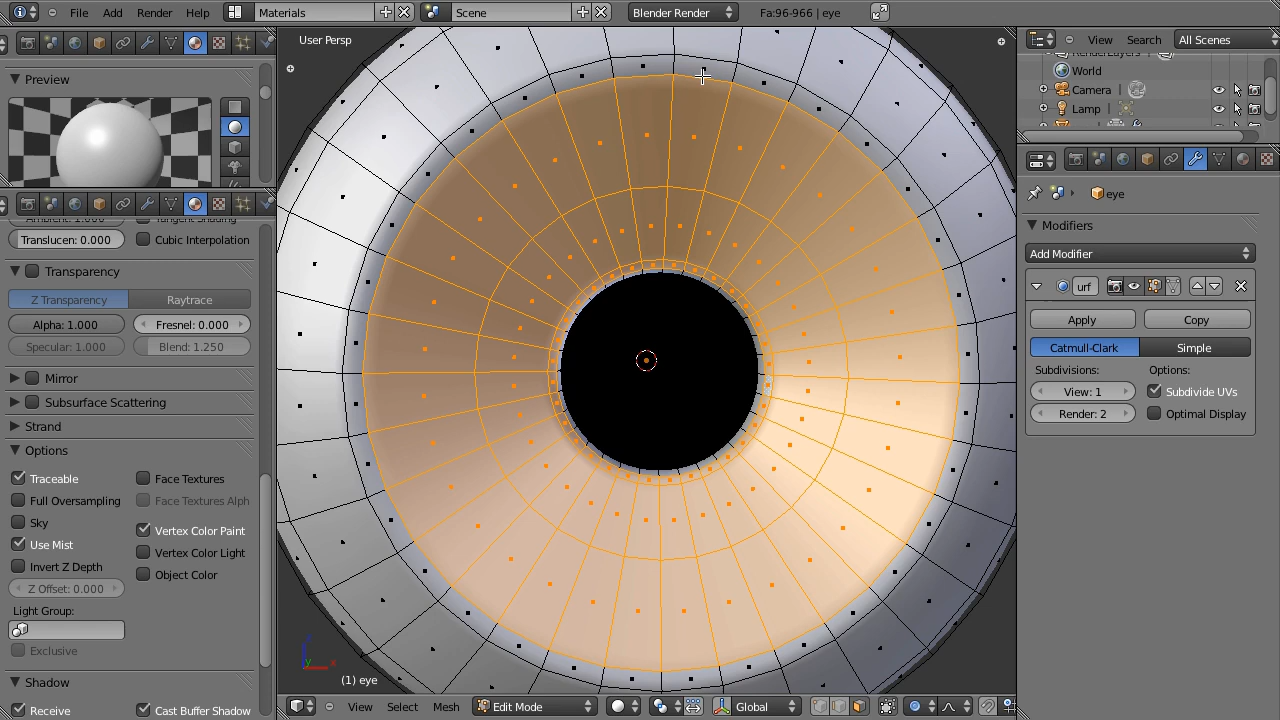 File Add Render Help Materials Scene Blender Render Fa:96-966 | eye
Preview
Translucen: 0.000 Cubic Interpolation
Transparency
Z Transparency Raytrace
Alpha: 1.000 Fresnel: 0.000
Specular: 1.000 Blend: 1.250
Mirror
Subsurface Scattering
Strand
Options
Traceable Face Textures
Full Oversampling Face Textures Alph
Sky Vertex Color Paint
Use Mist Vertex Color Light
Invert Z Depth Object Color
Z Offset: 0.000
Light Group:
Exclusive
Shadow
Receive Cast Buffer Shadow
User Persp
(1) eye
View Select Mesh Edit Mode Global
View Search All Scenes
World
Camera
Lamp
eye
Modifiers
Add Modifier
urf
Apply Copy
Catmull-Clark Simple
Subdivisions: Options:
View: 1 Subdivide UVs
Render: 2 Optimal Display